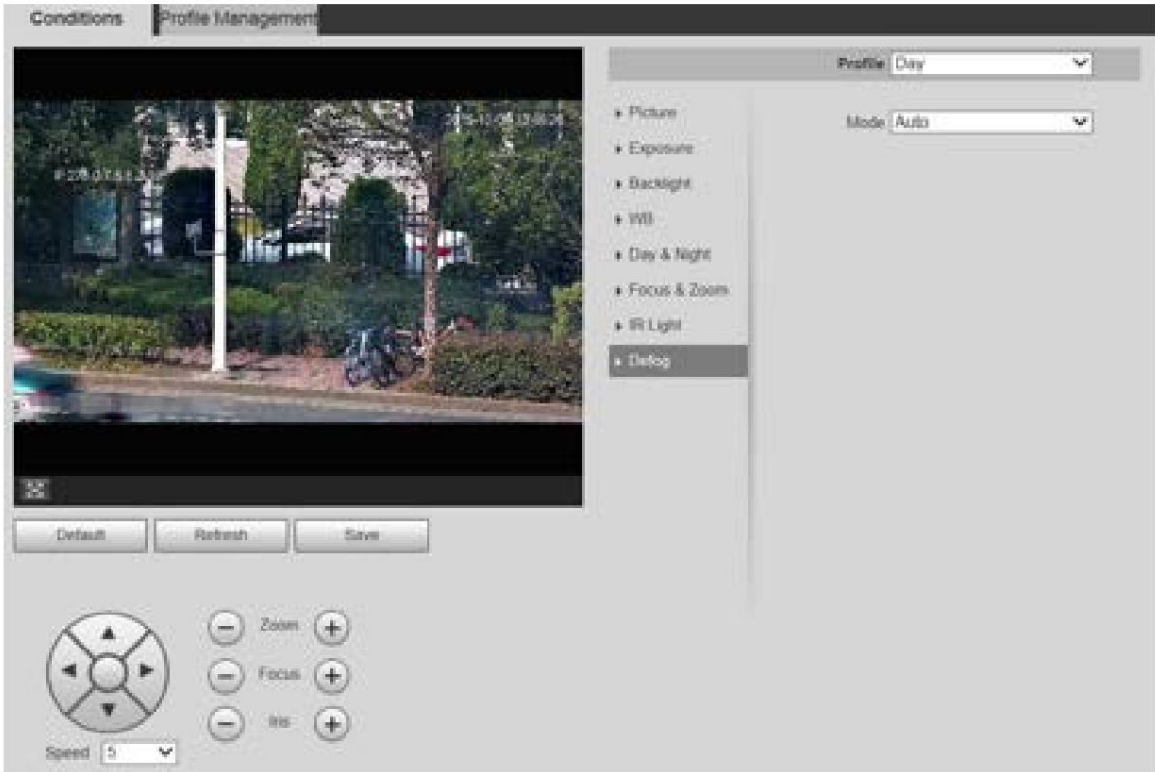 Conditions
Profile Management
Profile Day
Picture
Mode Auto
Exposure
Backlight
WB
Day & Night
Focus & Zoom
IR Light
Defog
Default
Refresh
Save
Zoom
Focus
Iris
Speed 5